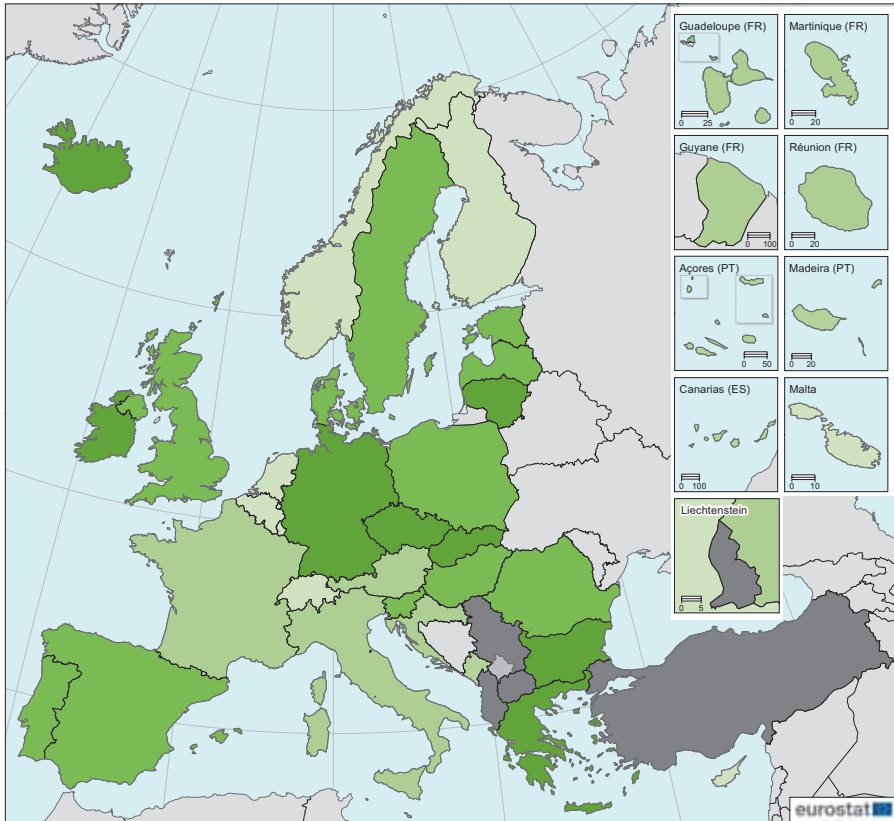 Guadeloupe (FR)
0 25
Martinique (FR)
0 20
Guyane (FR)
0 100
Réunion (FR)
0 20
Açores (PT)
0 50
Madeira (PT)
0 20
Canarias (ES)
0 100
Malta
0 10
Liechtenstein
0 5
eurostat